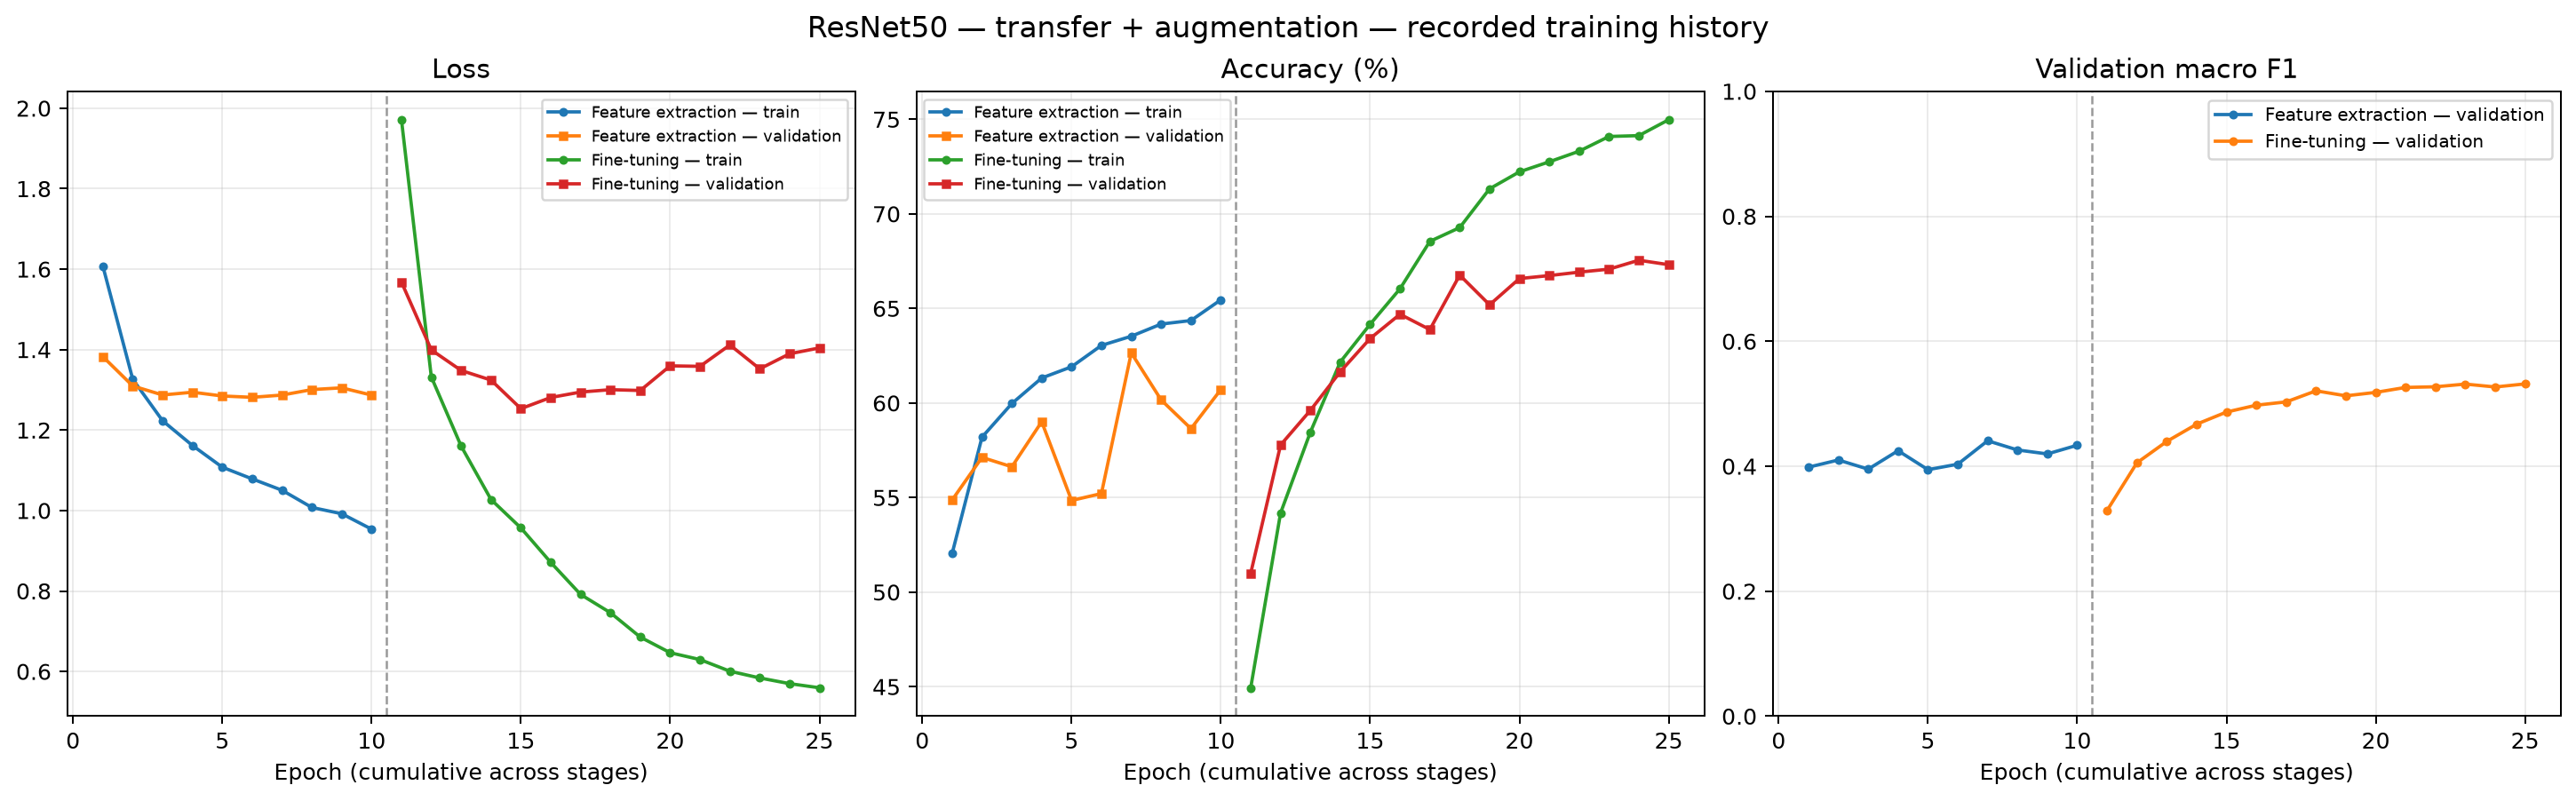 ResNet50 — transfer + augmentation — recorded training history
Loss
2.0
1.8
1.6
1.4
1.2
1.0
0.8
0.6
0
5
10
15
20
25
Epoch (cumulative across stages)
Feature extraction — train
Feature extraction — validation
Fine-tuning — train
Fine-tuning — validation
Accuracy (%)
75
70
65
60
55
50
45
0
5
10
15
20
25
Epoch (cumulative across stages)
Feature extraction — train
Feature extraction — validation
Fine-tuning — train
Fine-tuning — validation
Validation macro F1
1.0
0.8
0.6
0.4
0.2
0.0
0
5
10
15
20
25
Epoch (cumulative across stages)
Feature extraction — validation
Fine-tuning — validation